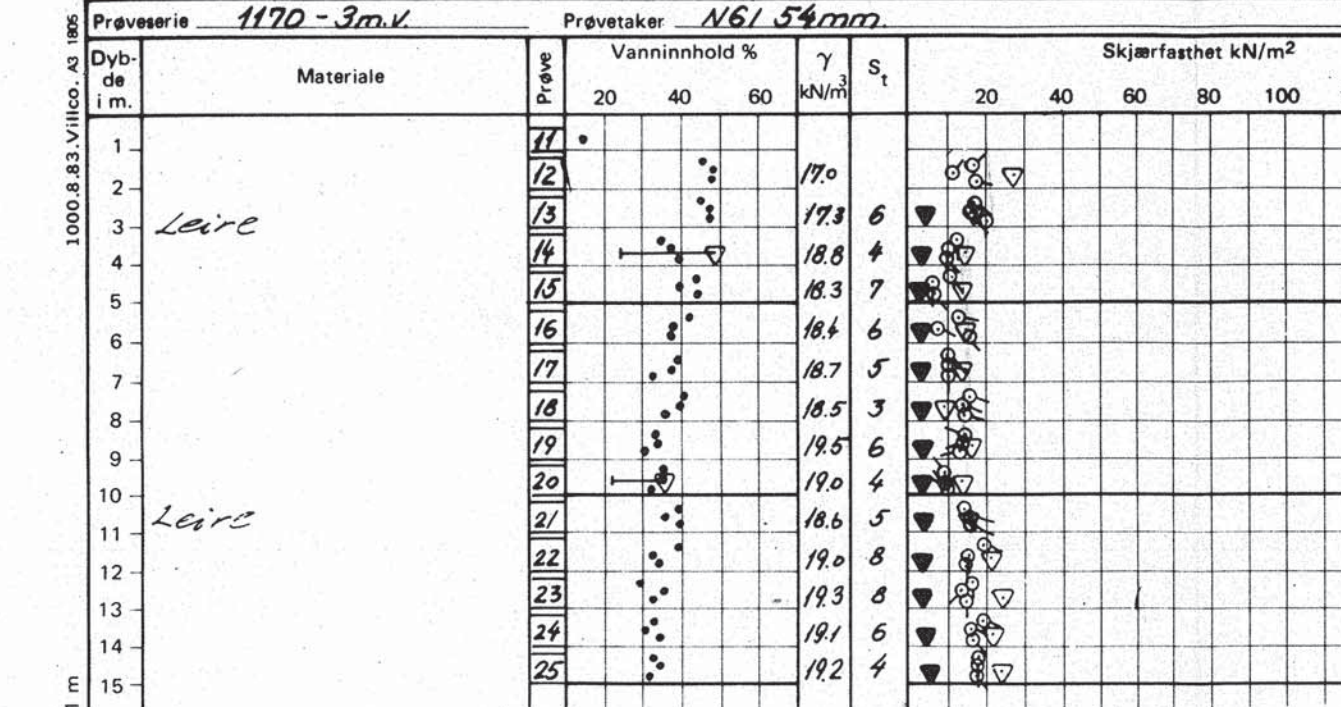 Prøveserie 1170 - 3m.v. Prøvetaker N61 54mm.
Dyb-
de
i m. Materiale Prøve Vanninnhold % γ kN/m3 St Skjærfasthet kN/m2
20 40 60 20 40 60 80 100
1000.8.83.Villco., A3 1805
1 11
2 12 17.0
3 Leire 13 17.3 6
4 14 18.8 4
5 15 18.3 7
6 16 18.4 6
7 17 18.7 5
8 18 18.5 3
9 19 19.5 6
10 20 19.0 4
11 Leire 21 18.6 5
12 22 19.0 8
13 23 19.3 8
14 24 19.1 6
15 25 19.2 4